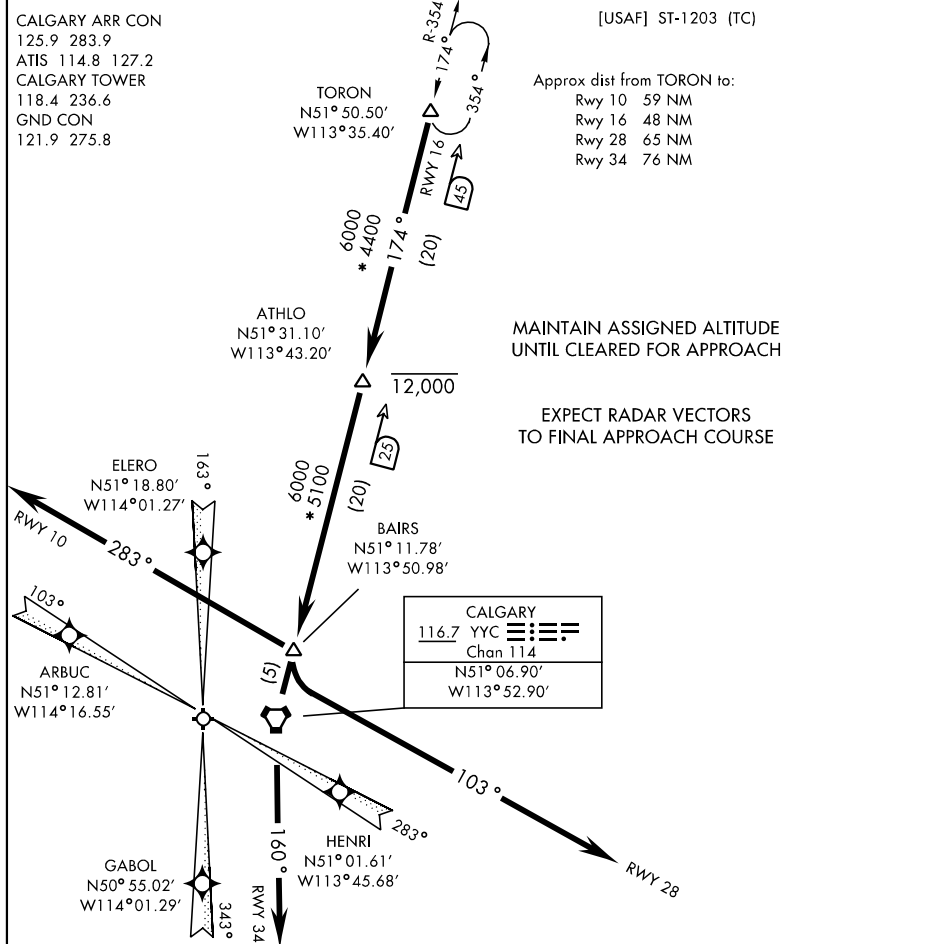 CALGARY ARR CON
125.9 283.9
ATIS 114.8 127.2
CALGARY TOWER
118.4 236.6
GND CON
121.9 275.8
[USAF] ST-1203 (TC)
Approx dist from TORON to:
Rwy 10 59 NM
Rwy 16 48 NM
Rwy 28 65 NM
Rwy 34 76 NM
R-354
174°
354°
TORON
N51°50.50′
W113°35.40′
RWY 16
45
6000
*4400
174°
(20)
ATHLO
N51°31.10′
W113°43.20′
12,000
MAINTAIN ASSIGNED ALTITUDE
UNTIL CLEARED FOR APPROACH
EXPECT RADAR VECTORS
TO FINAL APPROACH COURSE
25
6000
*5100
(20)
ELERO
N51°18.80′
W114°01.27′
163°
RWY 10
283°
BAIRS
N51°11.78′
W113°50.98′
103°
ARBUC
N51°12.81′
W114°16.55′
(5)
CALGARY
116.7 YYC
Chan 114
N51°06.90′
W113°52.90′
103°
RWY 28
283°
HENRI
N51°01.61′
W113°45.68′
160°
RWY 34
GABOL
N50°55.02′
W114°01.29′
343°